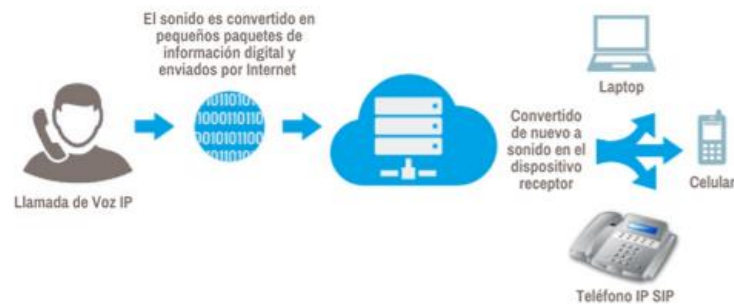 El sonido es convertido en
pequeños paquetes de
información digital y
enviados por Internet
Llamada de Voz IP
Convertido
de nuevo a
sonido en el
dispositivo
receptor
Laptop
Celular
Teléfono IP SIP